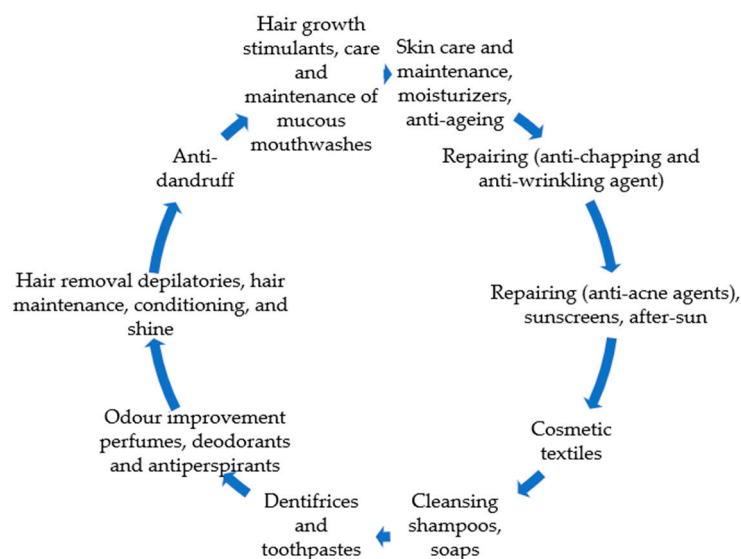 Hair growth
stimulants, care
and
maintenance of
mucous
mouthwashes
Skin care and
maintenance,
moisturizers,
anti-ageing
Repairing (anti-chapping and
anti-wrinkling agent)
Repairing (anti-acne agents),
sunscreens, after-sun
Cosmetic
textiles
Cleansing
shampoos,
soaps
Dentifrices
and
toothpastes
Odour improvement
perfumes, deodorants
and antiperspirants
Hair removal depilatories, hair
maintenance, conditioning, and
shine
Anti-
dandruff